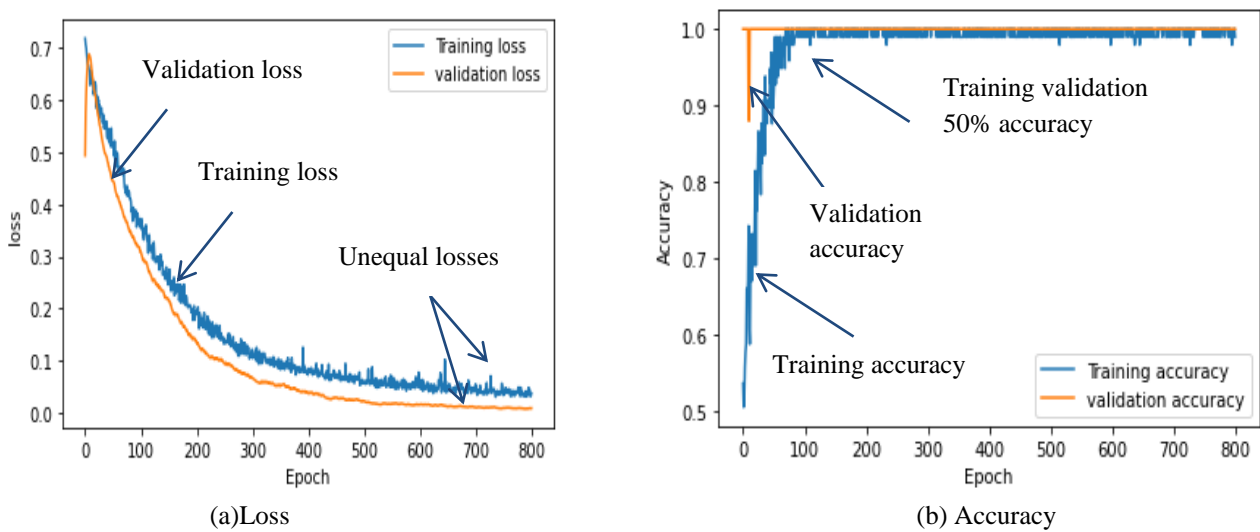 Training loss
validation loss
Validation loss
Training loss
Unequal losses
loss
0.7
0.6
0.5
0.4
0.3
0.2
0.1
0.0
0 100 200 300 400 500 600 700 800
Epoch
(a)Loss
Training validation
50% accuracy
Validation
accuracy
Training accuracy
Training accuracy
validation accuracy
Accuracy
1.0
0.9
0.8
0.7
0.6
0.5
0 100 200 300 400 500 600 700 800
Epoch
(b) Accuracy